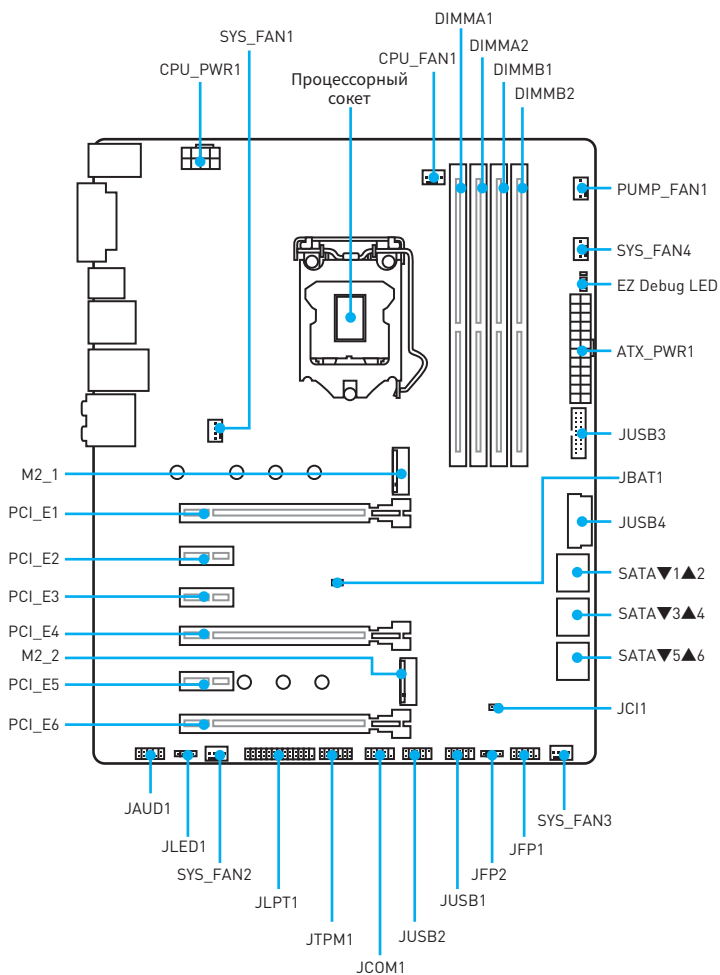 DIMMA1
SYS_FAN1
DIMMA2
CPU_FAN1
CPU_PWR1
DIMMB1
Процессорный
сокет
DIMMB2
PUMP_FAN1
SYS_FAN4
EZ Debug LED
ATX_PWR1
JUSB3
M2_1
JBAT1
PCI_E1
JUSB4
PCI_E2
SATA▼1▲2
PCI_E3
SATA▼3▲4
PCI_E4
M2_2
SATA▼5▲6
PCI_E5
JCI1
PCI_E6
JAUD1
SYS_FAN3
JLED1
JFP1
SYS_FAN2
JFP2
JLPT1
JUSB1
JTPM1
JUSB2
JCOM1